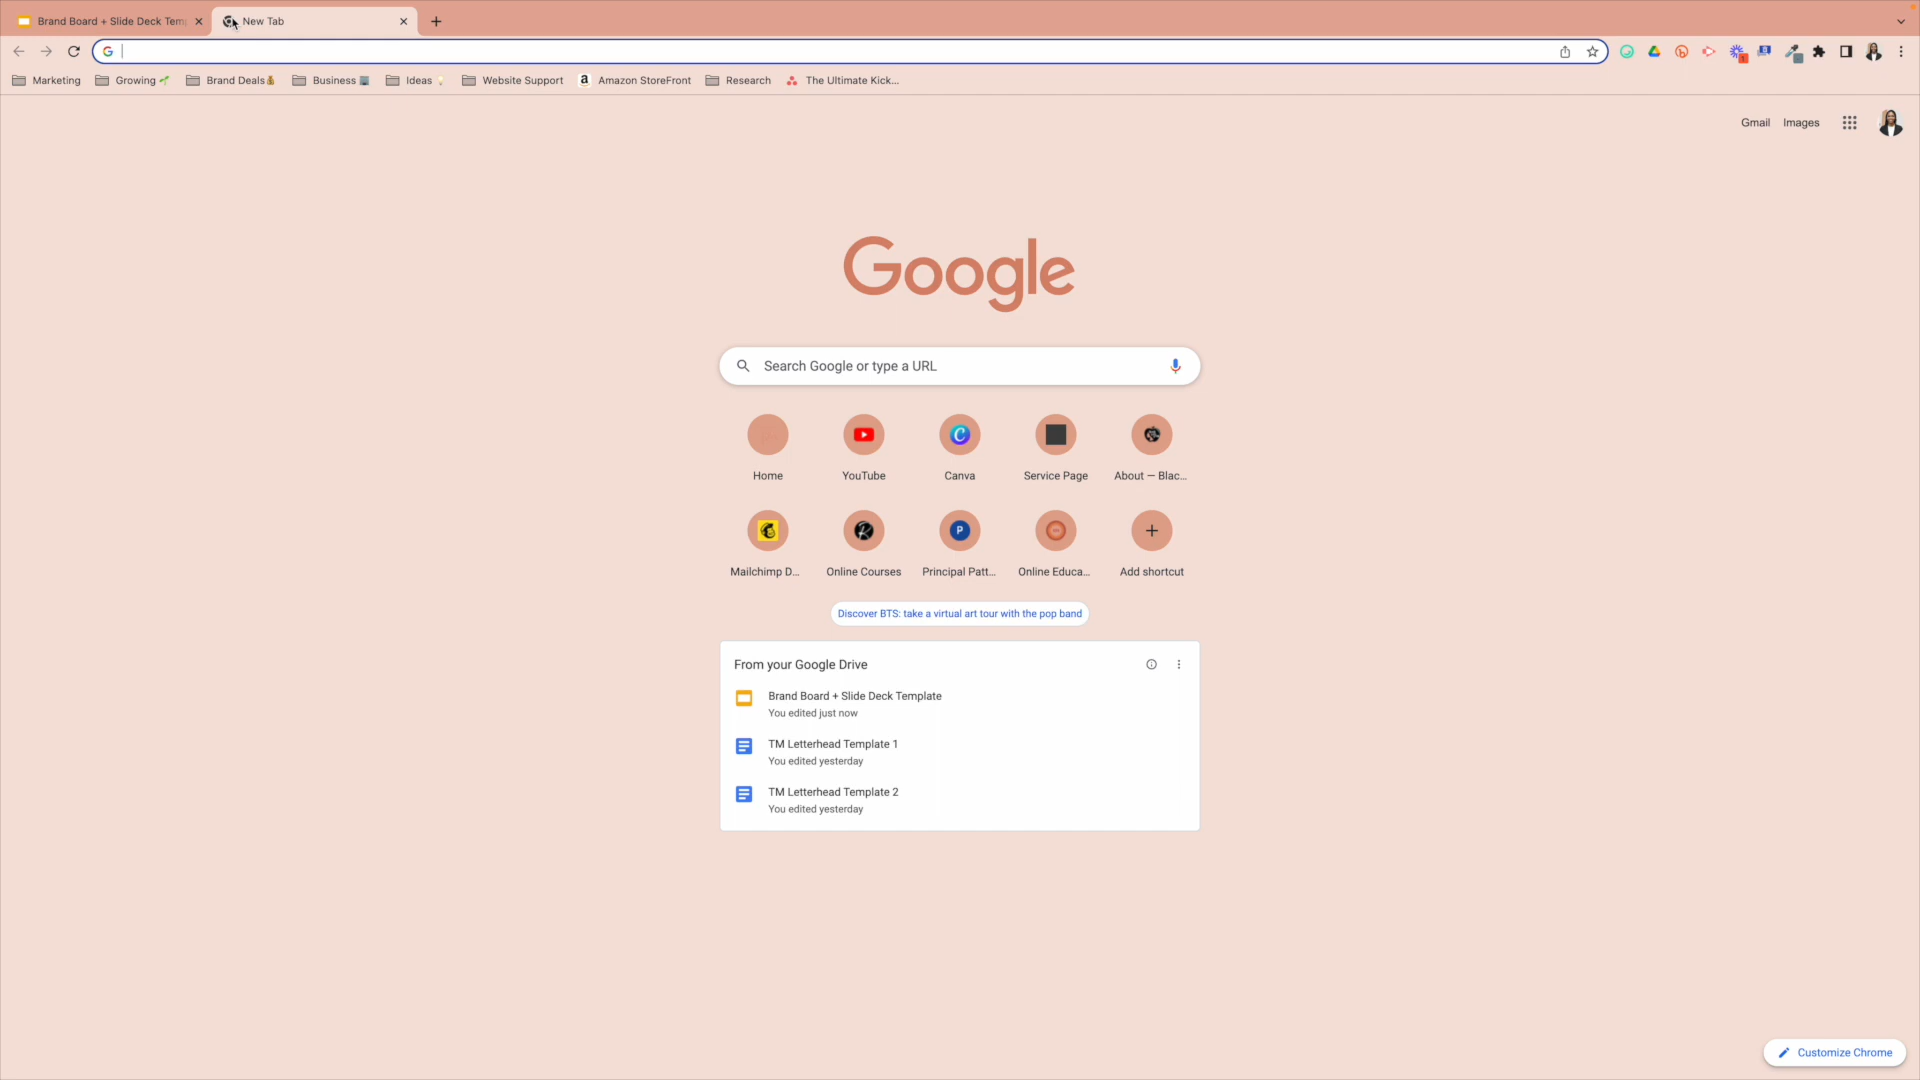 Brand Board + Slide Deck Tem
New Tab
Marketing
Growing
Brand Deals
Business
Ideas
Website Support
Amazon StoreFront
Research
The Ultimate Kick...
Gmail
Images
Google
Search Google or type a URL
Home
YouTube
Canva
Service Page
About — Blac...
Mailchimp D...
Online Courses
Principal Patt...
Online Educa...
Add shortcut
Discover BTS: take a virtual art tour with the pop band
From your Google Drive
Brand Board + Slide Deck Template
You edited just now
TM Letterhead Template 1
You edited yesterday
TM Letterhead Template 2
You edited yesterday
Customize Chrome